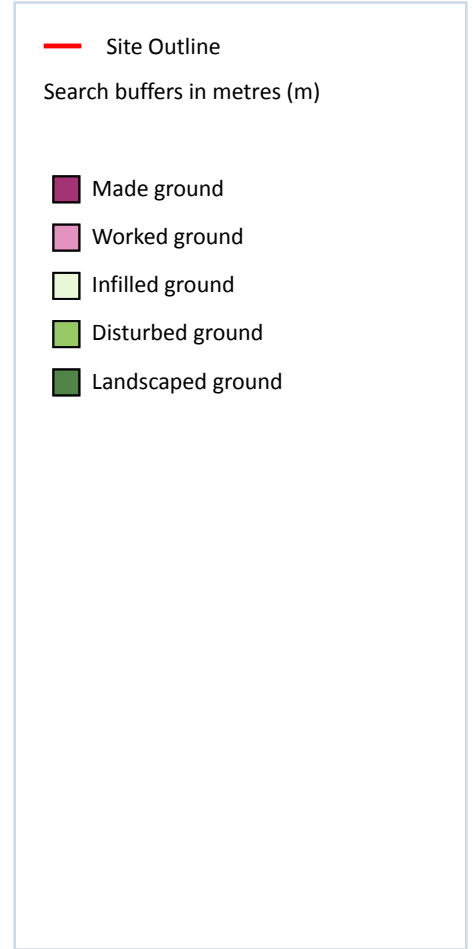 Site Outline
Search buffers in metres (m)
Made ground
Worked ground
Infilled ground
Disturbed ground
Landscaped ground